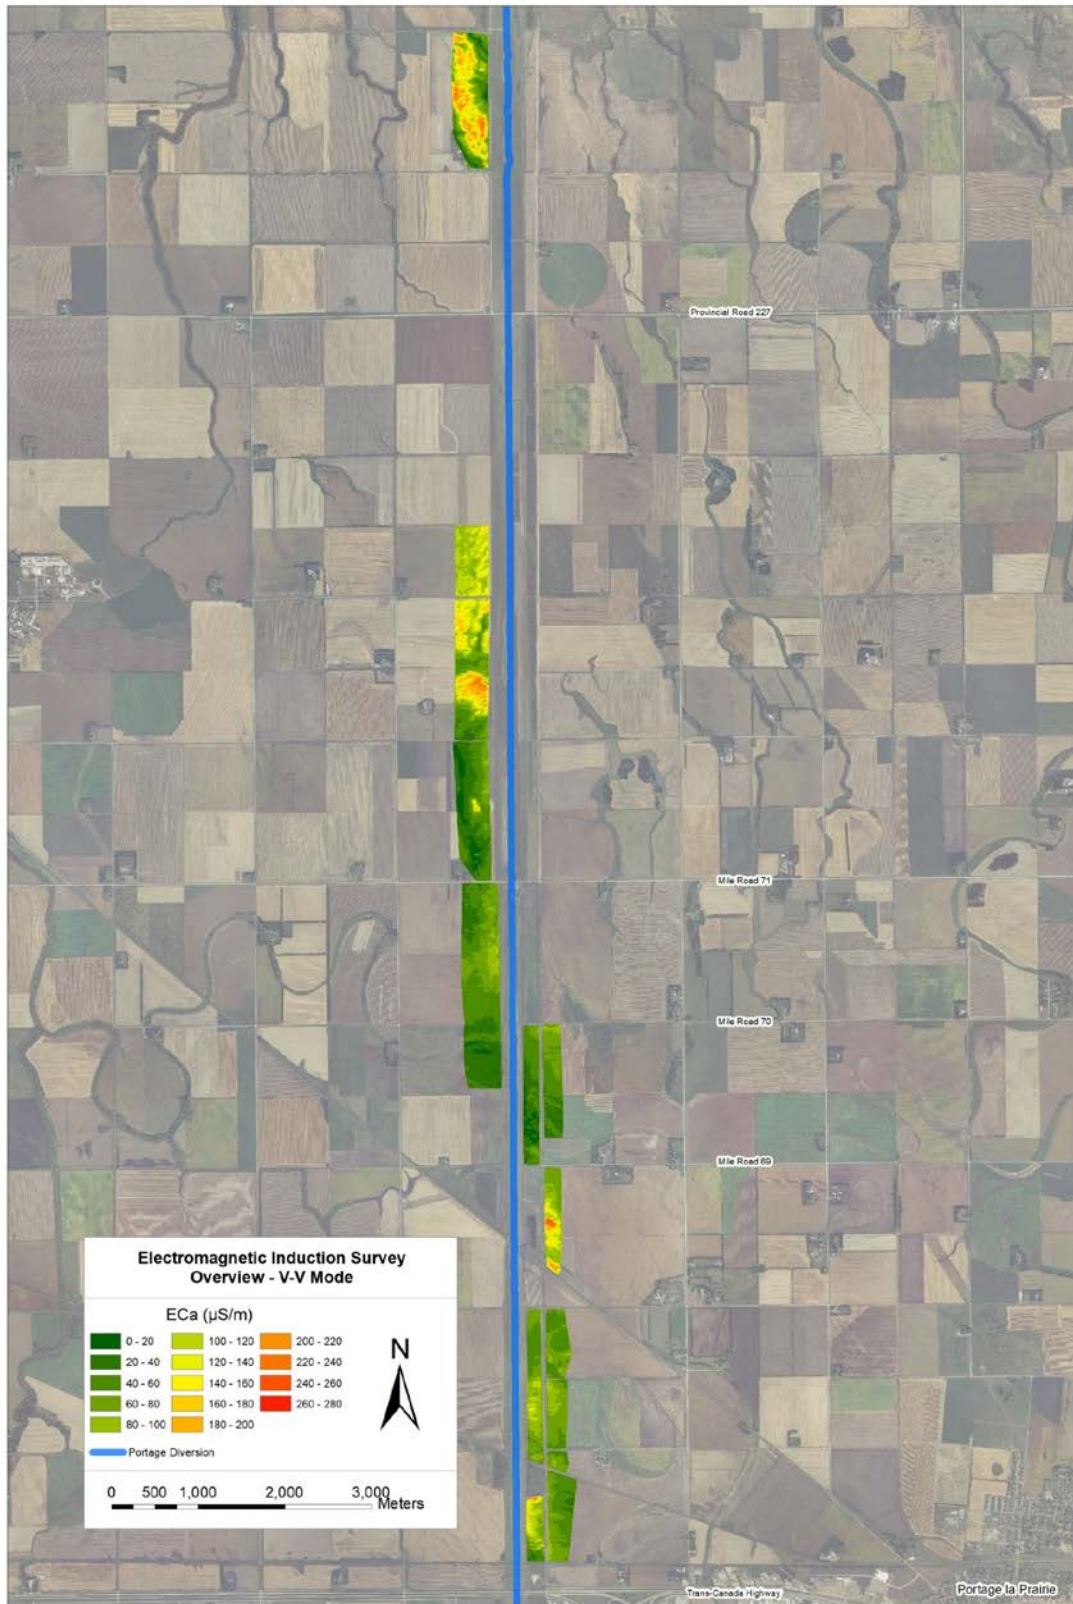 Provincial Road 227
Mile Road 71
Mile Road 70
Mile Road 69
Electromagnetic Induction Survey
Overview - V-V Mode
ECa (µS/m)
0 - 20
20 - 40
40 - 60
60 - 80
80 - 100
100 - 120
120 - 140
140 - 160
160 - 180
180 - 200
200 - 220
220 - 240
240 - 260
260 - 280
N
Portage Diversion
0 500 1,000 2,000 3,000
Meters
Trans-Canada Highway
Portage la Prairie